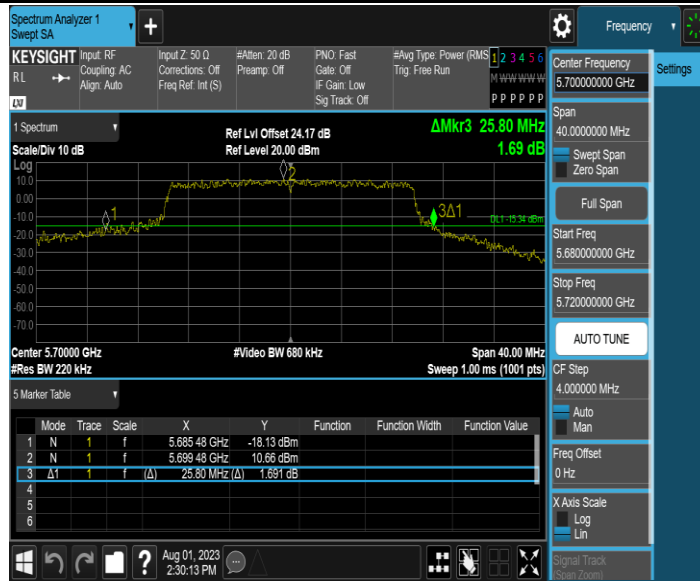 Spectrum Analyzer 1
Swept SA
+
Frequency
KEYSIGHT
RL
LXI
Input: RF
Coupling: AC
Align: Auto
Input Z: 50 Ω
Corrections: Off
Freq Ref: Int (S)
#Atten: 20 dB
Preamp: Off
PNO: Fast
Gate: Off
IF Gain: Low
Sig Track: Off
#Avg Type: Power (RMS
Trig: Free Run
1 2 3 4 5 6
M W W W W W
P P P P P P
Center Frequency
5.700000000 GHz
Settings
Span
40.0000000 MHz
Swept Span
Zero Span
Full Span
Start Freq
5.680000000 GHz
Stop Freq
5.720000000 GHz
AUTO TUNE
CF Step
4.000000 MHz
Auto
Man
Freq Offset
0 Hz
X Axis Scale
Log
Lin
Signal Track
(Span Zoom)
1 Spectrum
Scale/Div 10 dB
Ref Lvl Offset 24.17 dB
Ref Level 20.00 dBm
ΔMkr3 25.80 MHz
1.69 dB
Log
10.0
0.00
-10.0
-20.0
-30.0
-40.0
-50.0
-60.0
-70.0
1
2
3Δ1
DL1 -15.34 dBm
Center 5.70000 GHz
#Video BW 680 kHz
Span 40.00 MHz
#Res BW 220 kHz
Sweep 1.00 ms (1001 pts)
5 Marker Table
Mode Trace Scale X Y Function Function Width Function Value
1 N 1 f 5.685 48 GHz -18.13 dBm
2 N 1 f 5.699 48 GHz 10.66 dBm
3 Δ1 1 f (Δ) 25.80 MHz (Δ) 1.691 dB
4
5
6
?
Aug 01, 2023
2:30:13 PM